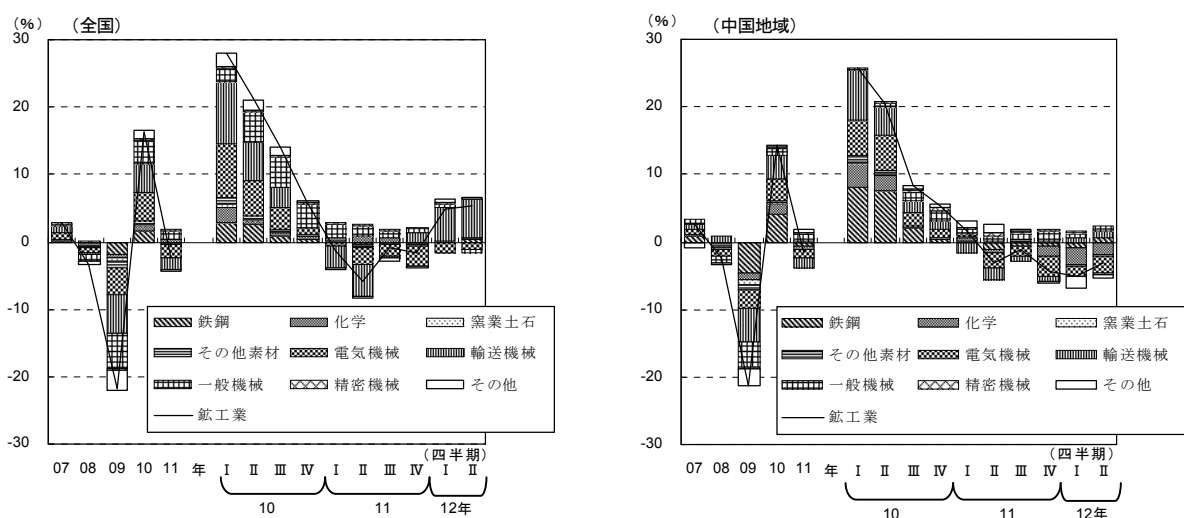 (%) (全国)
30
20
10
0
-10
-20
-30
鉄鋼 化学 窯業土石
その他素材 電気機械 輸送機械
一般機械 精密機械 その他
鉱工業
(四半期)
07 08 09 10 11 年 Ⅰ Ⅱ Ⅲ Ⅳ Ⅰ Ⅱ Ⅲ Ⅳ Ⅰ Ⅱ
10 11 12年
(%) (中国地域)
30
20
10
0
-10
-20
-30
鉄鋼 化学 窯業土石
その他素材 電気機械 輸送機械
一般機械 精密機械 その他
鉱工業
(四半期)
07 08 09 10 11 年 Ⅰ Ⅱ Ⅲ Ⅳ Ⅰ Ⅱ Ⅲ Ⅳ Ⅰ Ⅱ
10 11 12年